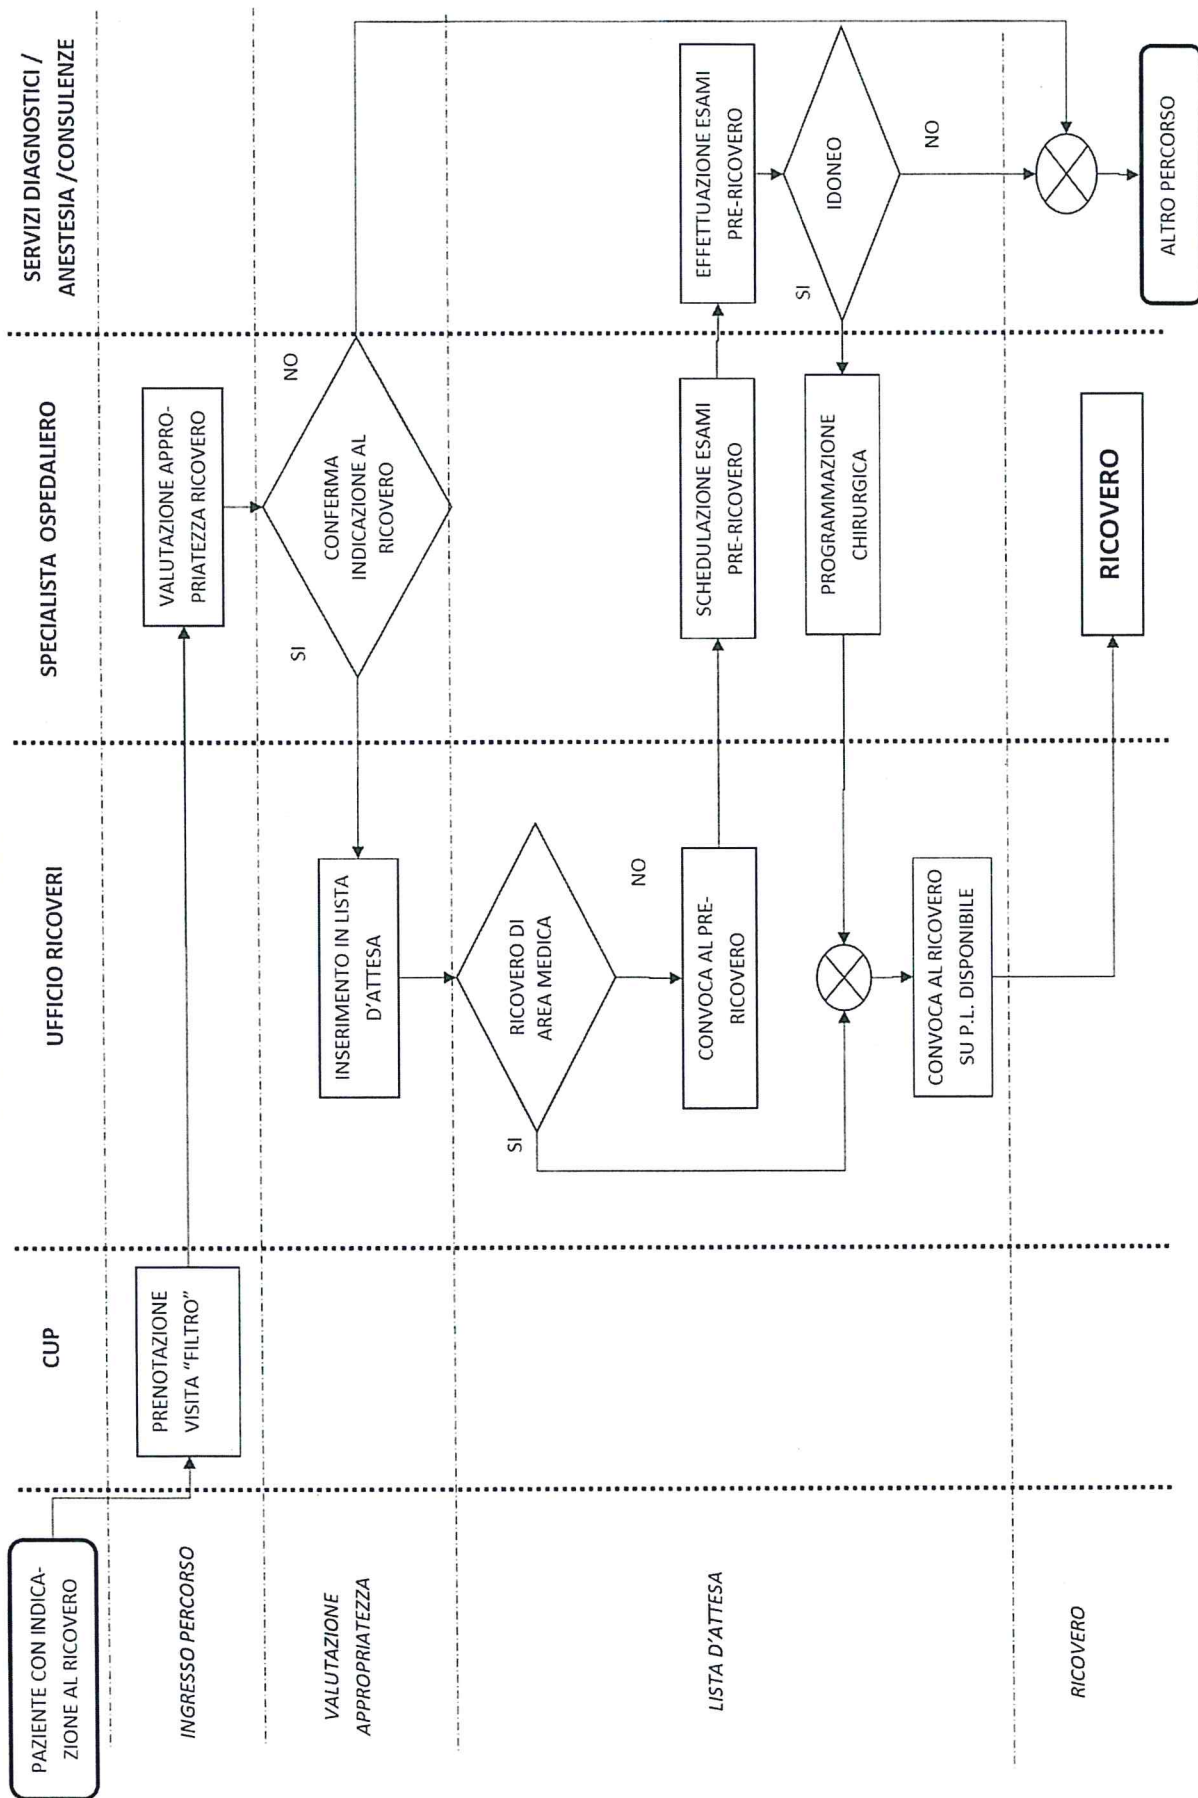 CUP
UFFICIO RICOVERI
SPECIALISTA OSPEDALIERO
SERVIZI DIAGNOSTICI /
ANESTESIA /CONSULENZE
PAZIENTE CON INDICA-
ZIONE AL RICOVERO
INGRESSO PERCORSO
PRENOTAZIONE
VISITA "FILTRO"
VALUTAZIONE APPRO-
PRIATEZZA RICOVERO
VALUTAZIONE
APPROPRIATEZZA
INSERIMENTO IN LISTA
D'ATTESA
SI
CONFERMA
INDICAZIONE AL
RICOVERO
NO
LISTA D'ATTESA
SI
RICOVERO DI
AREA MEDICA
NO
CONVOCA AL PRE-
RICOVERO
SCHEDULAZIONE ESAMI
PRE-RICOVERO
EFFETTUAZIONE ESAMI
PRE-RICOVERO
PROGRAMMAZIONE
CHIRURGICA
SI
IDONEO
NO
CONVOCA AL RICOVERO
SU P.L. DISPONIBILE
RICOVERO
RICOVERO
ALTRO PERCORSO